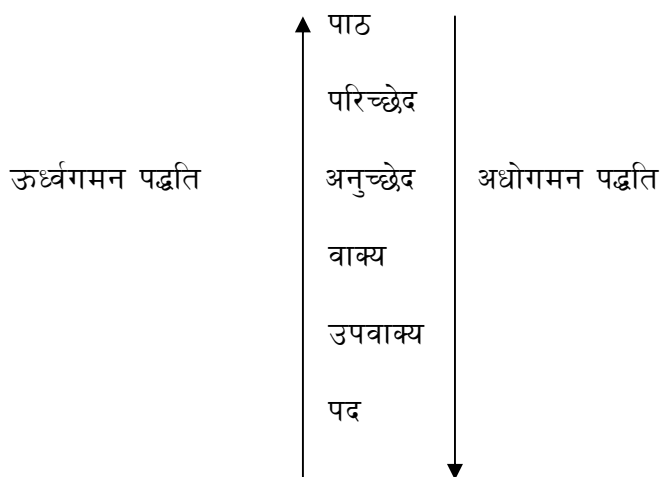 पाठ
परिच्छेद
ऊर्ध्वगमन पद्धति अनुच्छेद अधोगमन पद्धति
वाक्य
उपवाक्य
पद